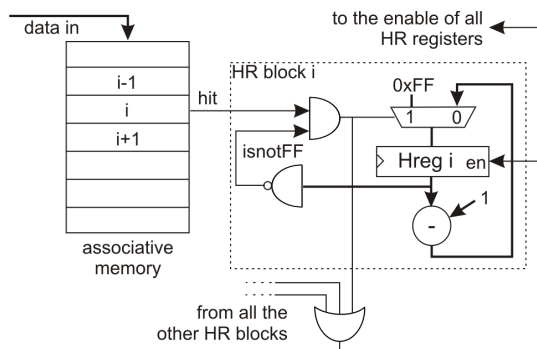 data in
to the enable of all
HR registers
HR block i
0xFF
i-1
hit
1 0
i
i+1
isnotFF
Hreg i en
1
-
associative
memory
from all the
other HR blocks